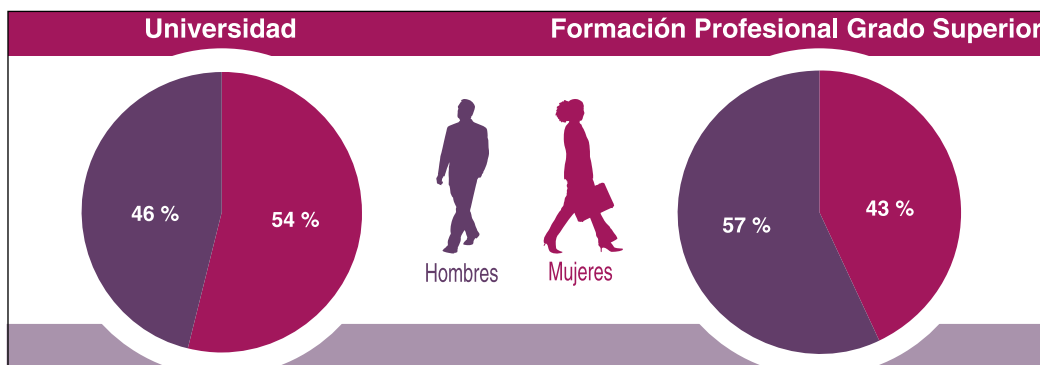 Universidad
Formación Profesional Grado Superior
46 %
54 %
57 %
43 %
Hombres
Mujeres